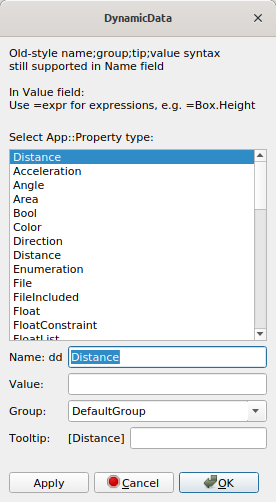 DynamicData
Old-style name;group;tip;value syntax
still supported in Name field
In Value field:
Use =expr for expressions, e.g. =Box.Height
Select App::Property type:
Distance
Acceleration
Angle
Area
Bool
Color
Direction
Distance
Enumeration
File
FileIncluded
Float
FloatConstraint
FloatList
Name: dd Distance
Value:
Group: DefaultGroup
Tooltip: [Distance]
Apply Cancel OK